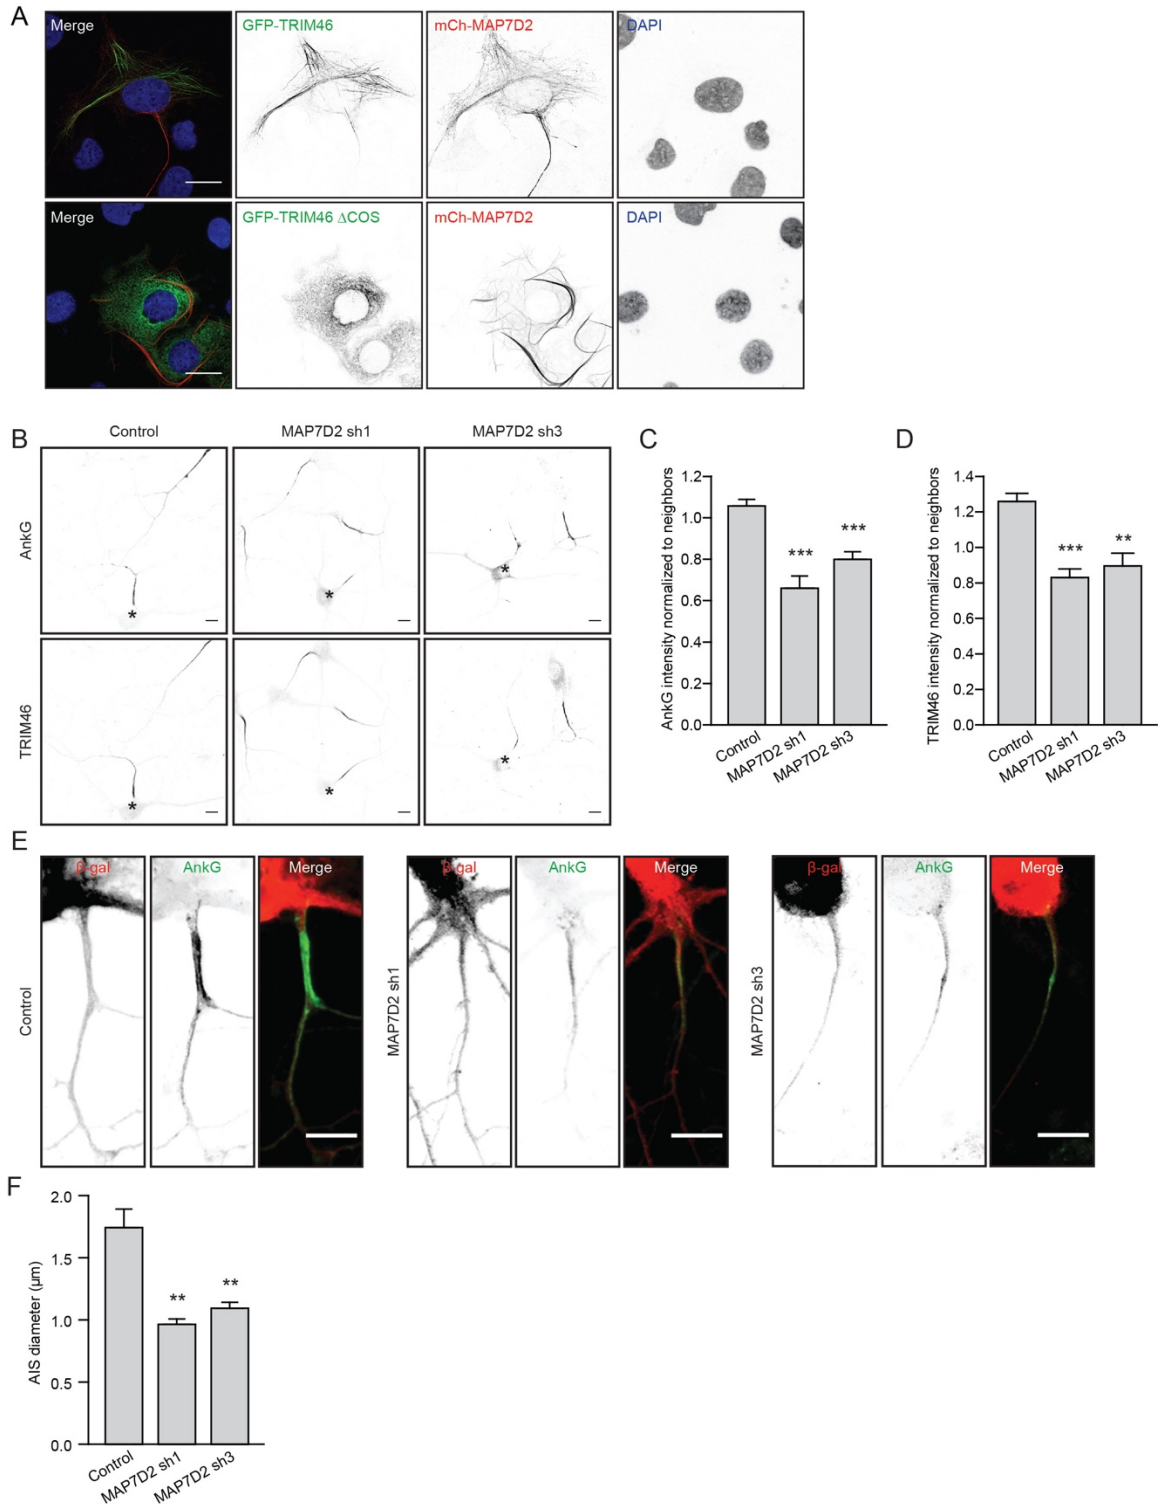 A
Merge GFP-TRIM46 mCh-MAP7D2 DAPI
Merge GFP-TRIM46 ΔCOS mCh-MAP7D2 DAPI
B
Control MAP7D2 sh1 MAP7D2 sh3
AnkG
* * *
TRIM46
* * *
C
AnkG intensity normalized to neighbors
1.2
1.0
0.8
0.6
0.4
0.2
0.0
*** ***
Control MAP7D2 sh1 MAP7D2 sh3
D
TRIM46 intensity normalized to neighbors
1.4
1.2
1.0
0.8
0.6
0.4
0.2
0.0
*** **
Control MAP7D2 sh1 MAP7D2 sh3
E
Control
β-gal AnkG Merge
MAP7D2 sh1
β-gal AnkG Merge
MAP7D2 sh3
β-gal AnkG Merge
F
AIS diameter (μm)
2.0
1.5
1.0
0.5
0.0
** **
Control MAP7D2 sh1 MAP7D2 sh3